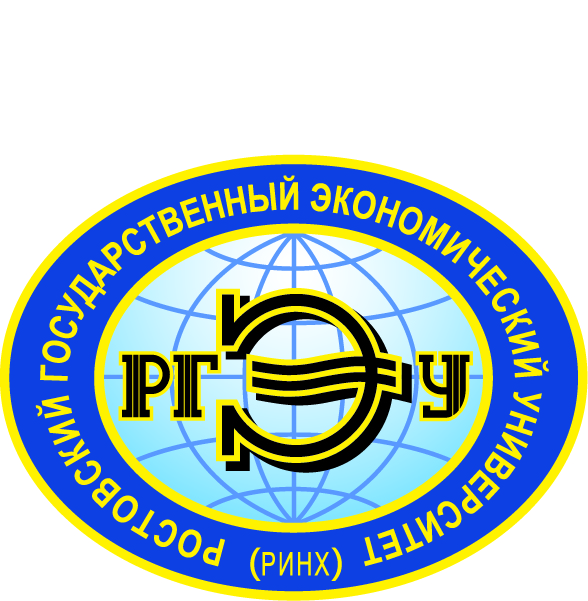 РОСТОВСКИЙ ГОСУДАРСТВЕННЫЙ ЭКОНОМИЧЕСКИЙ УНИВЕРСИТЕТ
РГЭУ
(РИНХ)